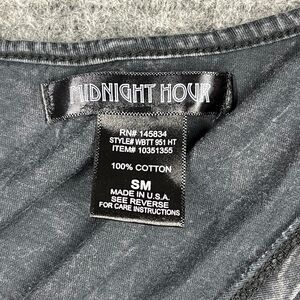 MIDNIGHT HOUR
RN# 145834
STYLE# WBTT 951 HT
ITEM# 10351355
100% COTTON
SM
MADE IN U.S.A.
SEE REVERSE
FOR CARE INSTRUCTIONS